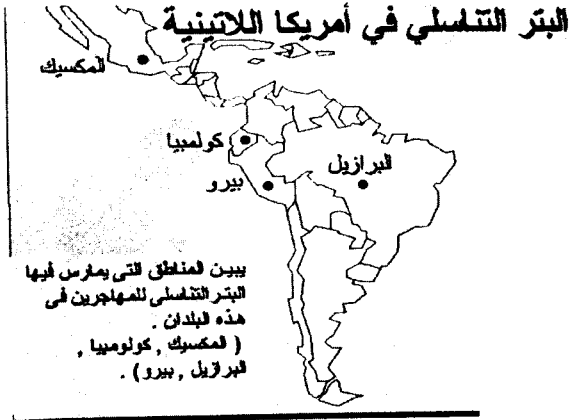 البتر التناسلي في أمريكا اللاتينية
المكسيك
كولمبيا
البرازيل
بيرو
يبين المناطق التى يمارس فيها
البتر التناسلى للمهاجرين فى
هذه البلدان .
( المكسيك , كولومبيا ,
البرازيل , بيرو ) .